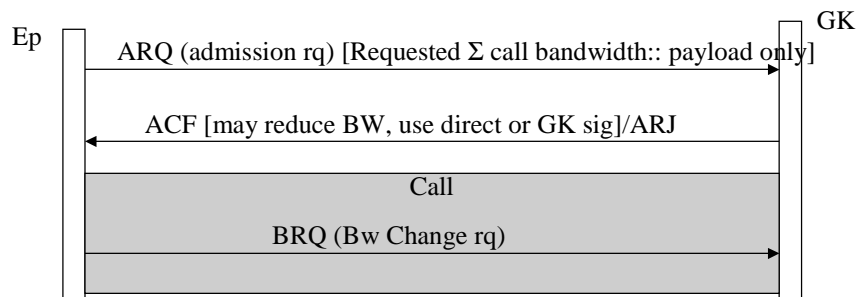 GK
Ep
ARQ (admission rq) [Requested Σ call bandwidth:: payload only]
ACF [may reduce BW, use direct or GK sig]/ARJ
Call
BRQ (Bw Change rq)